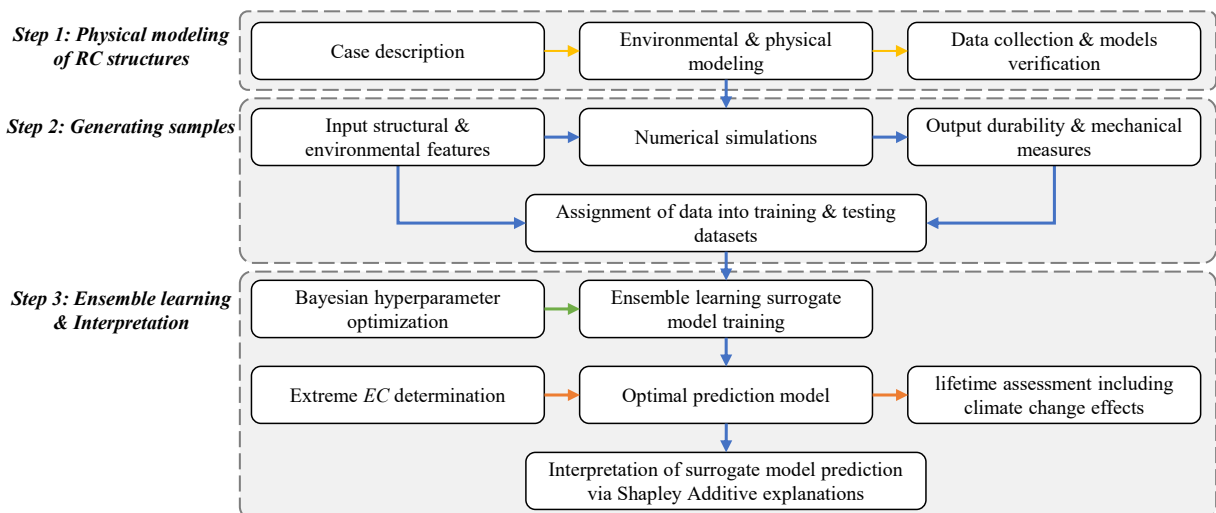 Step 1: Physical modeling
of RC structures
Case description
Environmental & physical
modeling
Data collection & models
verification
Step 2: Generating samples
Input structural &
environmental features
Numerical simulations
Output durability & mechanical
measures
Assignment of data into training & testing
datasets
Step 3: Ensemble learning
& Interpretation
Bayesian hyperparameter
optimization
Ensemble learning surrogate
model training
Extreme EC determination
Optimal prediction model
lifetime assessment including
climate change effects
Interpretation of surrogate model prediction
via Shapley Additive explanations